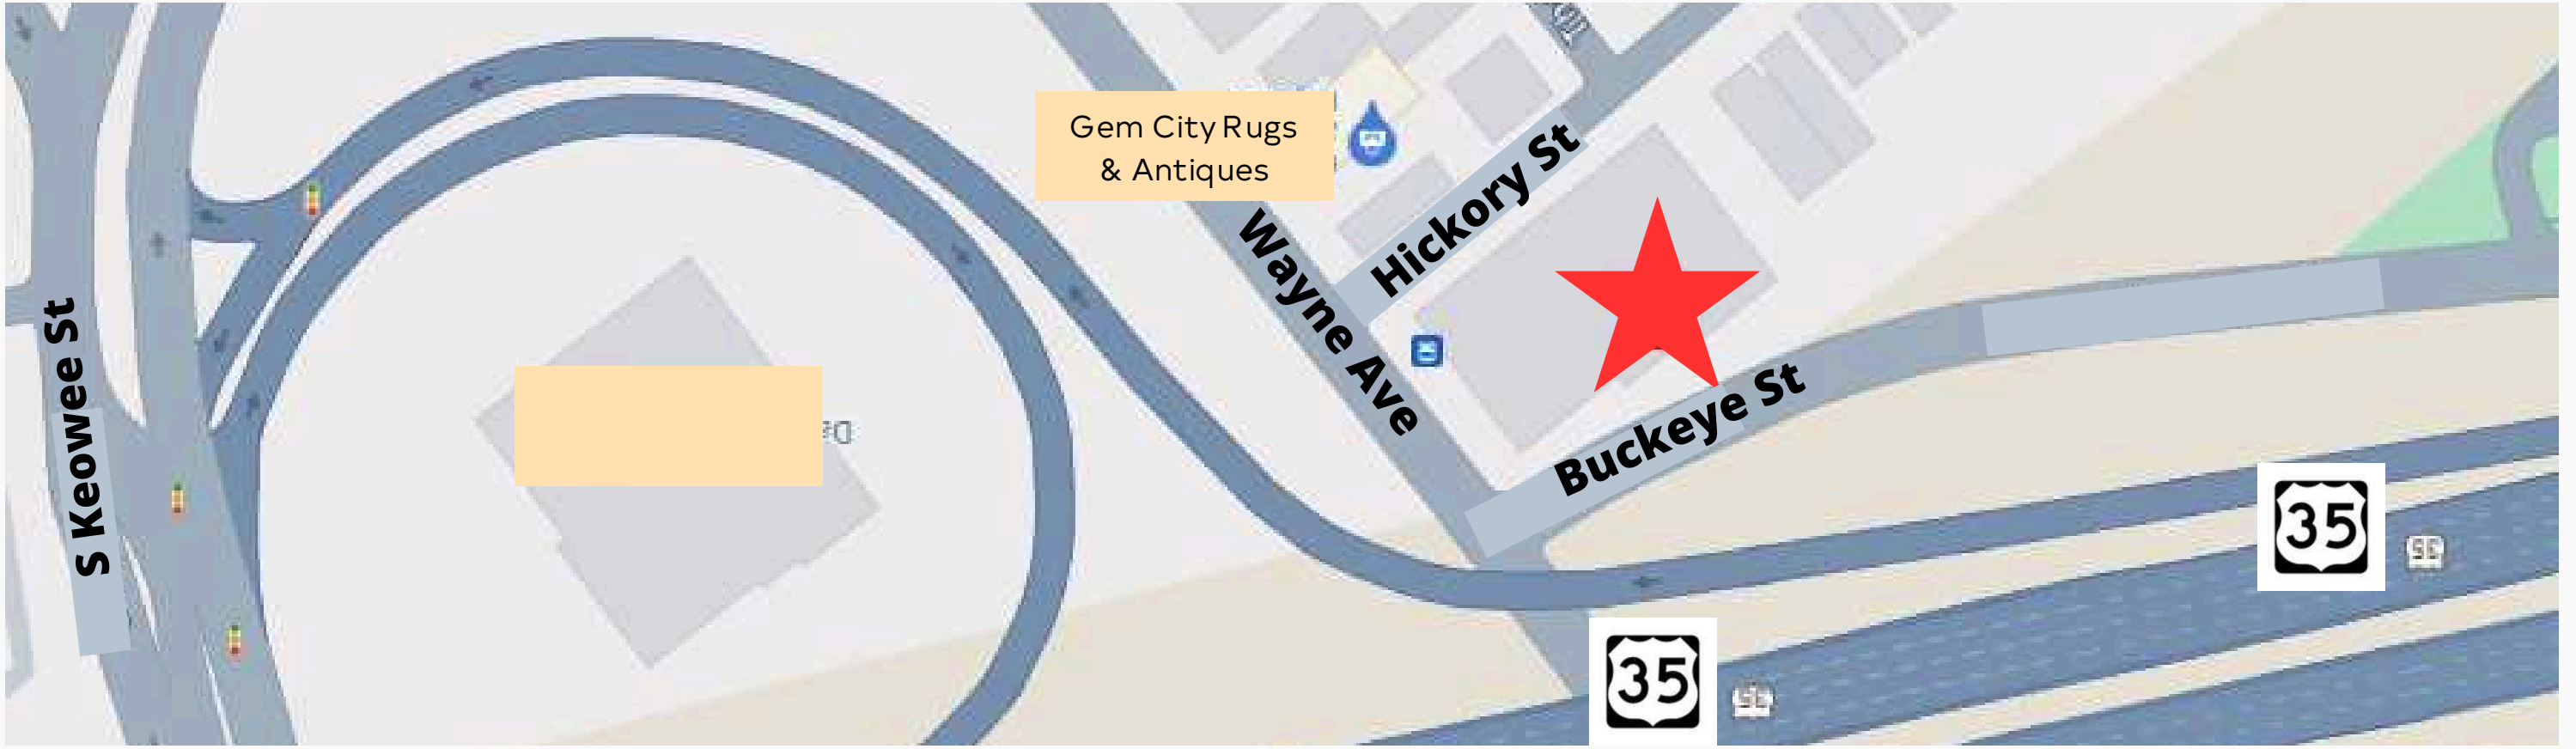 Gem City Rugs
& Antiques
Hickory St
Wayne Ave
S Keowee St
Buckeye St
35
35